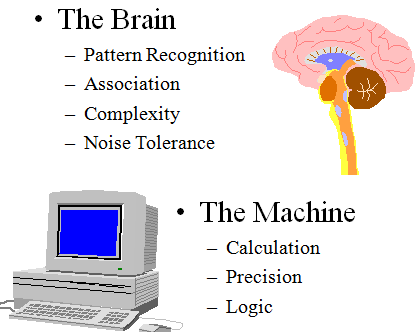 • The Brain
– Pattern Recognition
– Association
– Complexity
– Noise Tolerance
• The Machine
– Calculation
– Precision
– Logic